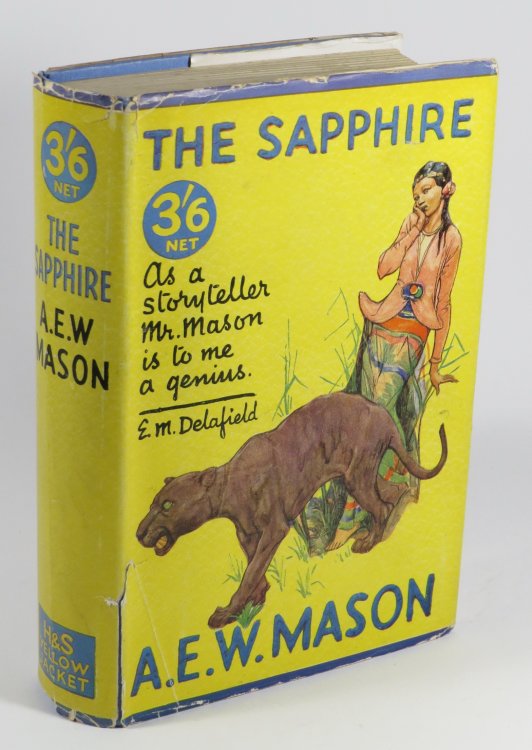 3'6
NET
THE
SAPPHIRE
A.E.W
MASON
H&S
YELLOW
JACKET
THE SAPPHIRE
3'6
NET
As a
storyteller
Mr. Mason
is to me
a genius.
E.M. Delafield
A.E.W. MASON